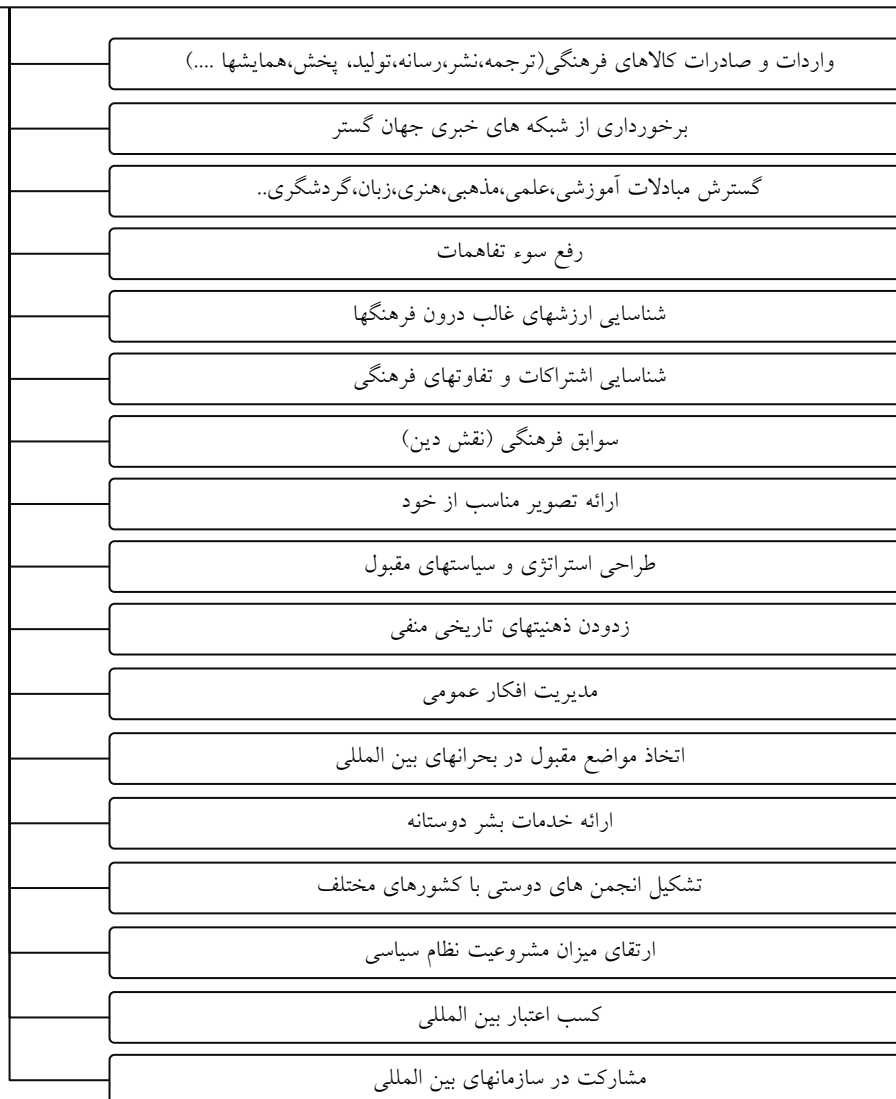 واردات و صادرات کالاهای فرهنگی(ترجمه،نشر،رسانه،تولید، پخش،همایشها ....)
برخورداری از شبکه های خبری جهان گستر
گسترش مبادلات آموزشی،علمی،مذهبی،هنری،زبان،گردشگری..
رفع سوء تفاهمات
شناسایی ارزشهای غالب درون فرهنگها
شناسایی اشتراکات و تفاوتهای فرهنگی
سوابق فرهنگی (نقش دین)
ارائه تصویر مناسب از خود
طراحی استراتژی و سیاستهای مقبول
زدودن ذهنیتهای تاریخی منفی
مدیریت افکار عمومی
اتخاذ مواضع مقبول در بحرانهای بین المللی
ارائه خدمات بشر دوستانه
تشکیل انجمن های دوستی با کشورهای مختلف
ارتقای میزان مشروعیت نظام سیاسی
کسب اعتبار بین المللی
مشارکت در سازمانهای بین المللی